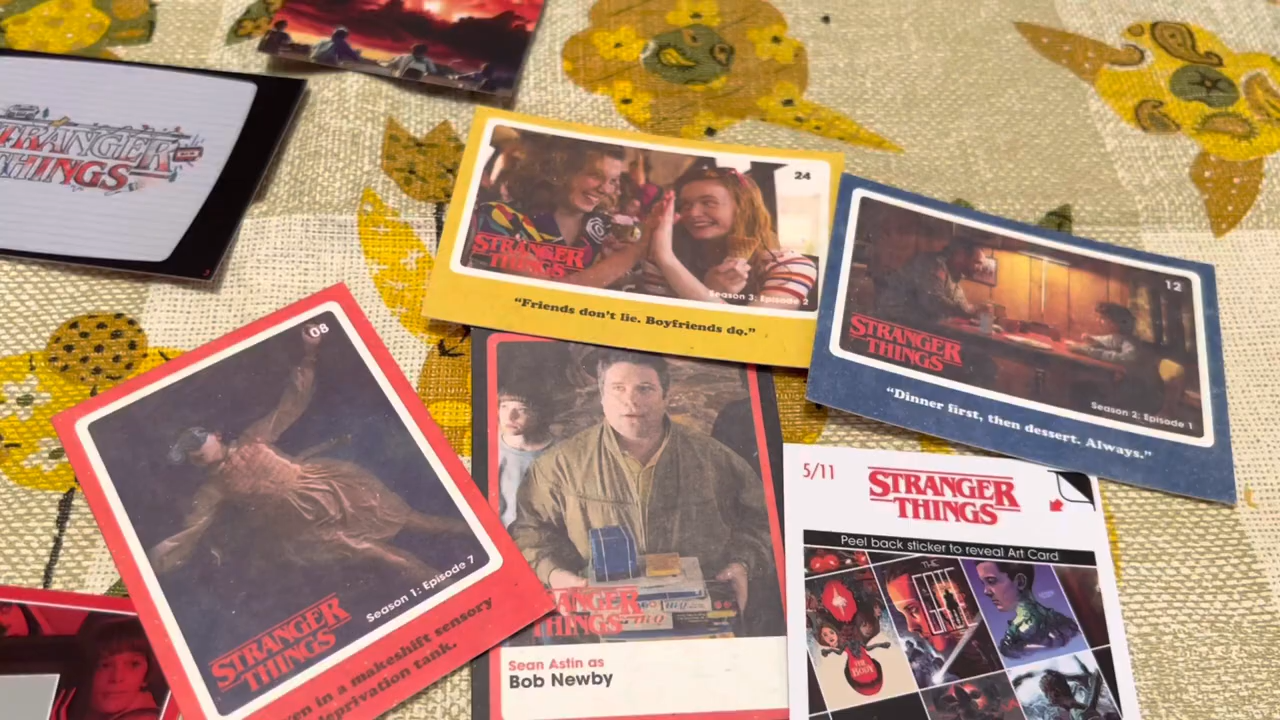 STRANGER
THINGS
24
STRANGER
THINGS
Season 3: Episode 2
“Friends don't lie. Boyfriends do.”
12
STRANGER
THINGS
Season 2: Episode 1
“Dinner first, then dessert. Always.”
08
Season 1: Episode 7
STRANGER
THINGS
in a makeshift sensory
deprivation tank.
STRANGER
THINGS
Sean Astin as
Bob Newby
5/11
STRANGER
THINGS
Peel back sticker to reveal Art Card
THE
BODY